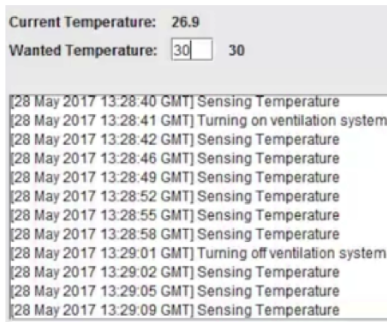 Current Temperature: 26.9
Wanted Temperature: 30 30
[28 May 2017 13:28:40 GMT] Sensing Temperature
[28 May 2017 13:28:41 GMT] Turning on ventilation system
[28 May 2017 13:28:42 GMT] Sensing Temperature
[28 May 2017 13:28:46 GMT] Sensing Temperature
[28 May 2017 13:28:49 GMT] Sensing Temperature
[28 May 2017 13:28:52 GMT] Sensing Temperature
[28 May 2017 13:28:55 GMT] Sensing Temperature
[28 May 2017 13:28:58 GMT] Sensing Temperature
[28 May 2017 13:29:01 GMT] Turning off ventilation system
[28 May 2017 13:29:02 GMT] Sensing Temperature
[28 May 2017 13:29:05 GMT] Sensing Temperature
[28 May 2017 13:29:09 GMT] Sensing Temperature